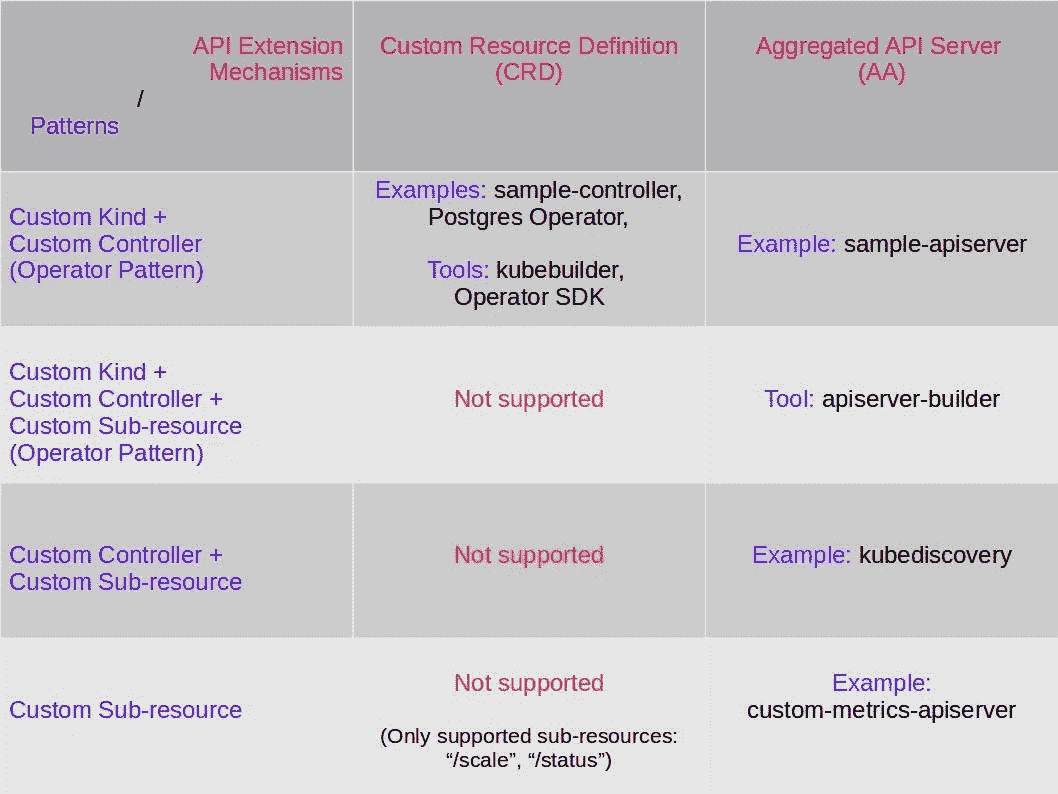 API Extension
Mechanisms
/
Patterns
Custom Resource Definition
(CRD)
Aggregated API Server
(AA)
Custom Kind +
Custom Controller
(Operator Pattern)
Examples: sample-controller,
Postgres Operator,
Tools: kubebuilder,
Operator SDK
Example: sample-apiserver
Custom Kind +
Custom Controller +
Custom Sub-resource
(Operator Pattern)
Not supported
Tool: apiserver-builder
Custom Controller +
Custom Sub-resource
Not supported
Example: kubediscovery
Custom Sub-resource
Not supported
(Only supported sub-resources:
“/scale”, “/status”)
Example:
custom-metrics-apiserver